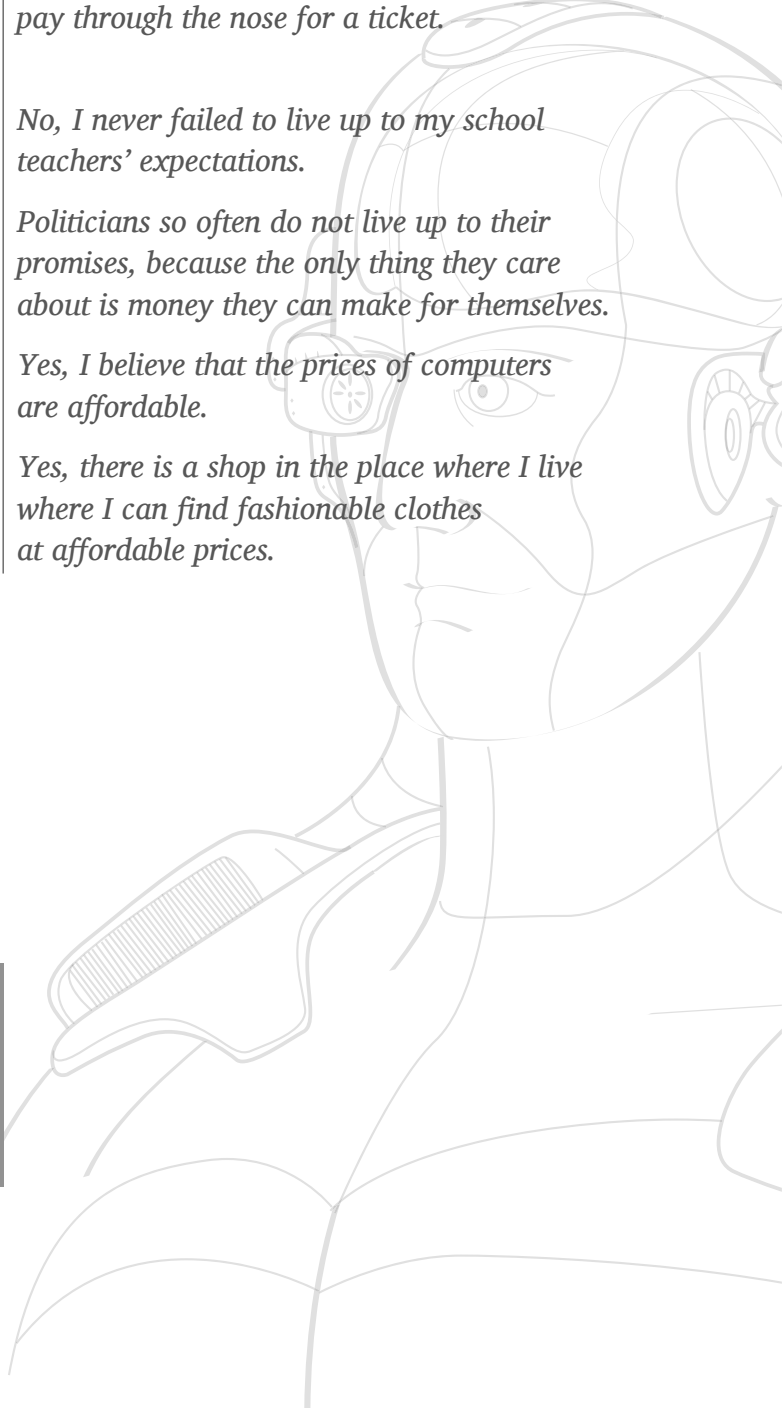 pay through the nose for a ticket.
No, I never failed to live up to my school
teachers’ expectations.
Politicians so often do not live up to their
promises, because the only thing they care
about is money they can make for themselves.
Yes, I believe that the prices of computers
are affordable.
Yes, there is a shop in the place where I live
where I can find fashionable clothes
at affordable prices.